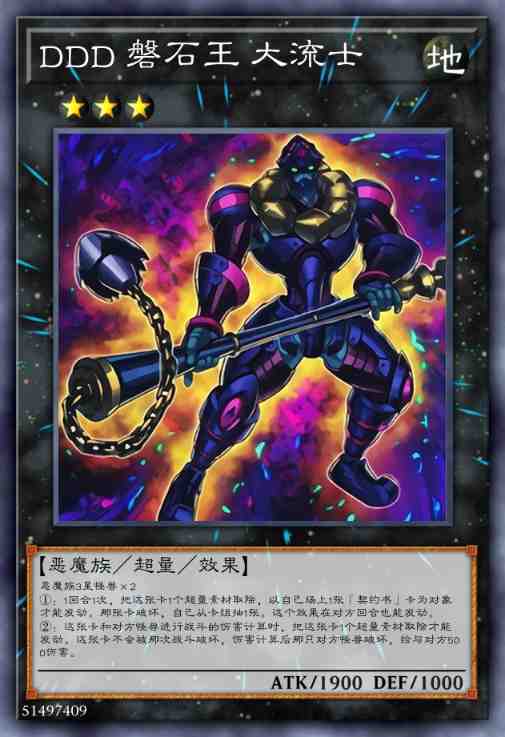 DDD 磐石王 大流士
地
【恶魔族／超量／效果】
恶魔族3星怪兽×2
①：1回合1次，把这张卡1个超量素材取除，以自己场上1张「契约书」卡为对象
才能发动。那张卡破坏，自己从卡组抽1张。这个效果在对方回合也能发动。
②：这张卡和对方怪兽进行战斗的伤害计算时，把这张卡1个超量素材取除才能
发动。这张卡不会被那次战斗破坏，伤害计算后那只对方怪兽破坏，给与对方50
0伤害。
ATK/1900 DEF/1000
51497409